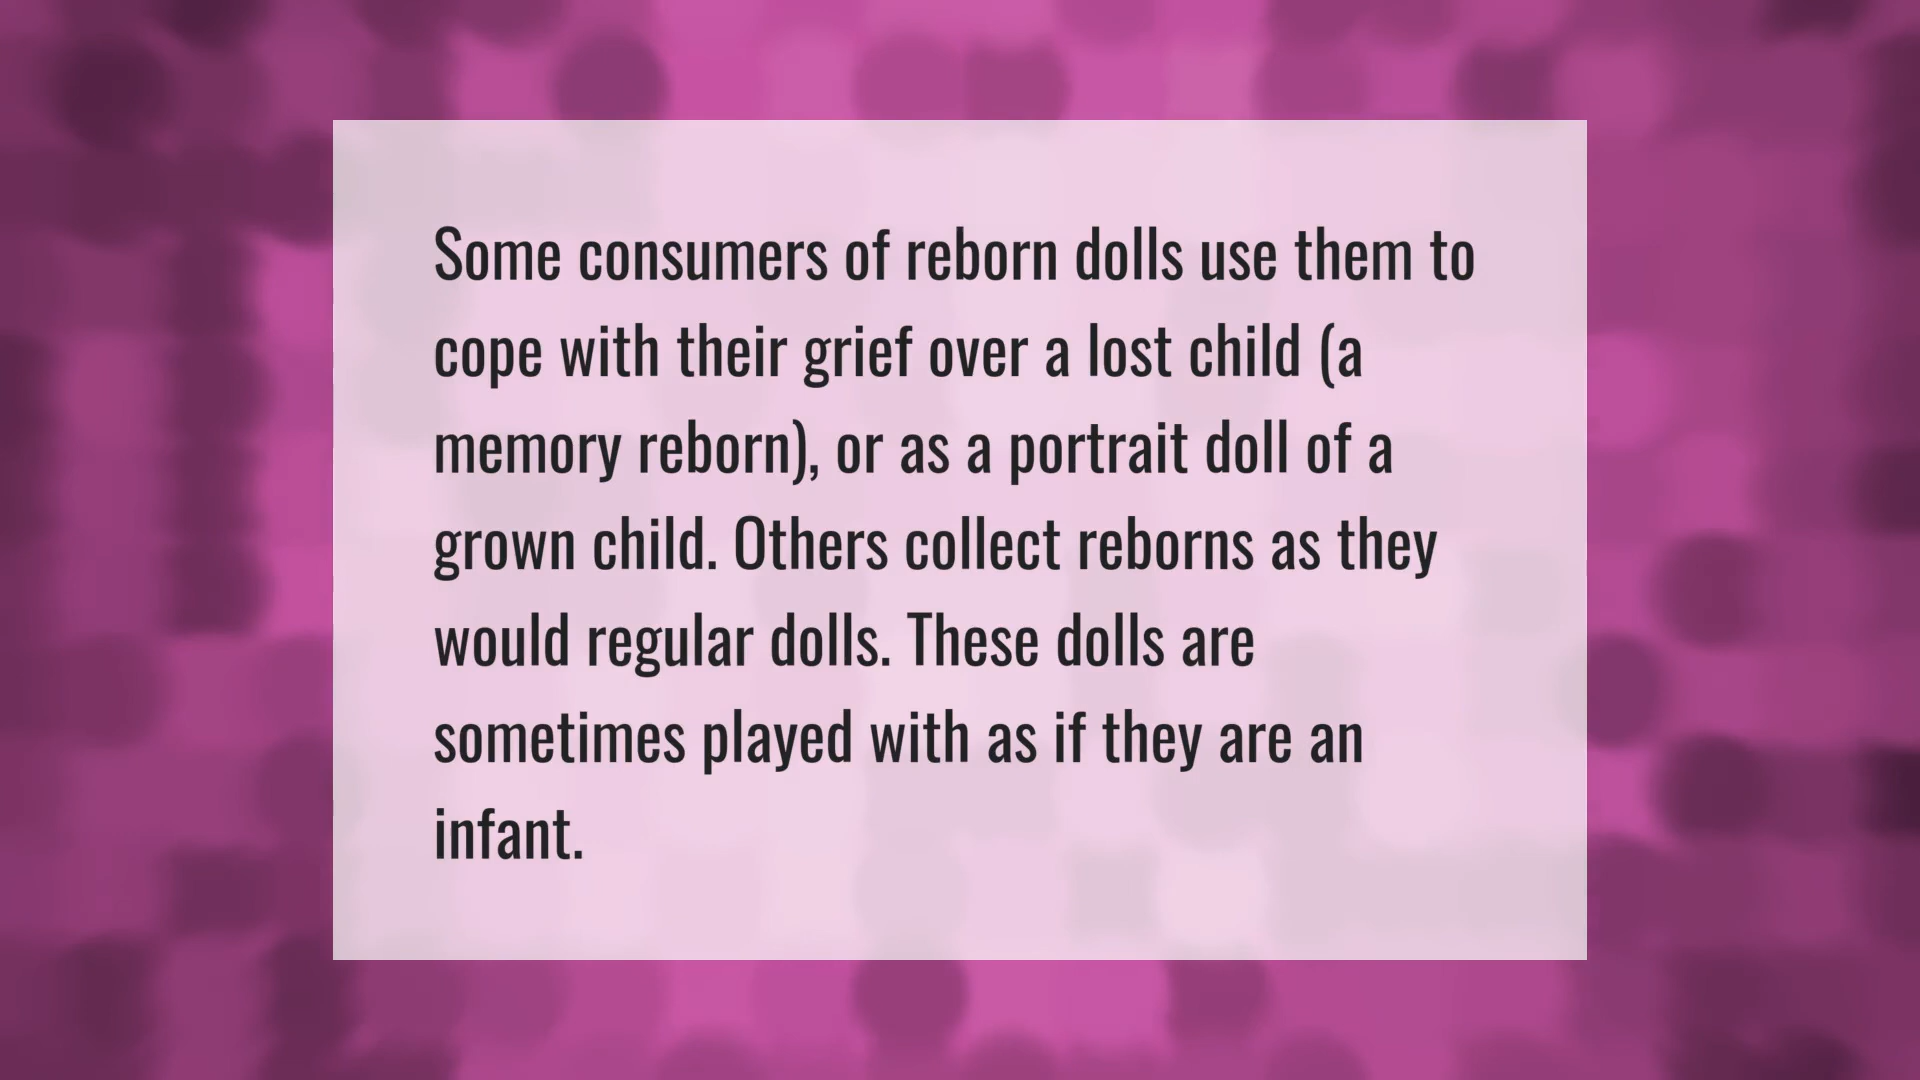 Some consumers of reborn dolls use them to
cope with their grief over a lost child (a
memory reborn), or as a portrait doll of a
grown child. Others collect reborns as they
would regular dolls. These dolls are
sometimes played with as if they are an
infant.